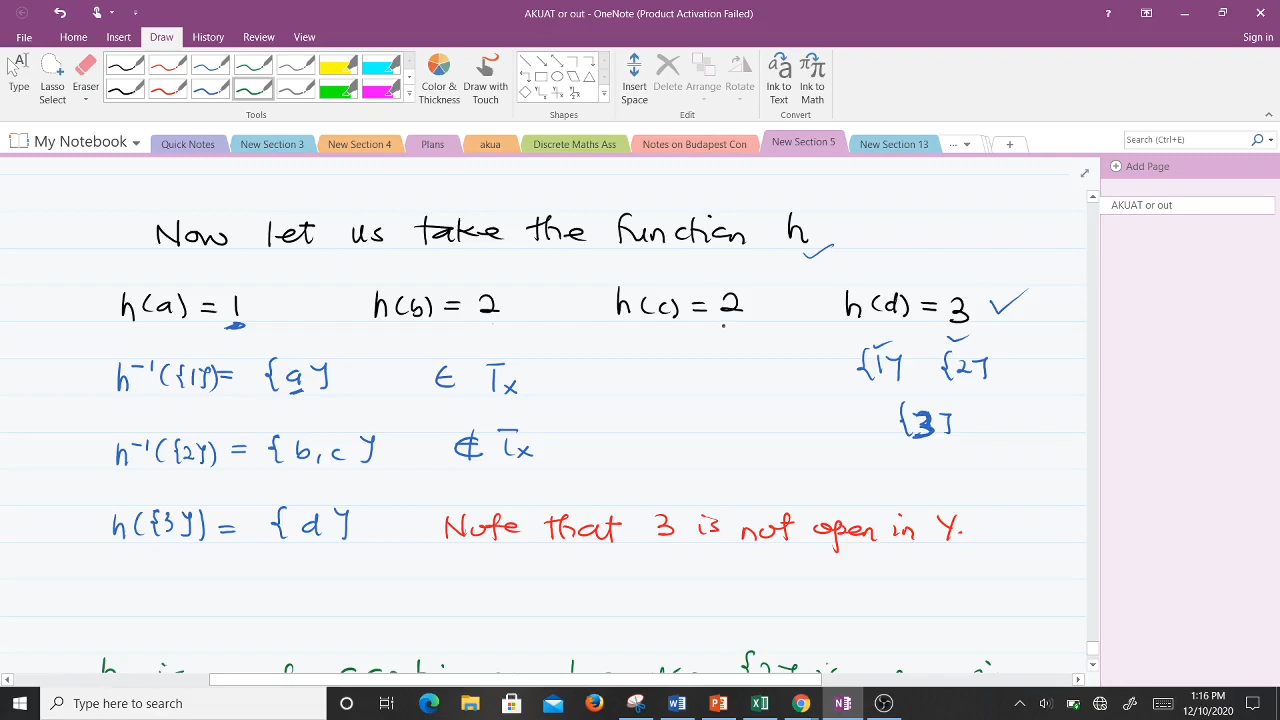 AKUAT or out - OneNote (Product Activation Failed)
File Home Insert Draw History Review View Sign in
Type Lasso Select Eraser Color & Thickness Draw with Touch Insert Space Delete Arrange Rotate Ink to Text Ink to Math
Tools Shapes Edit Convert
My Notebook Quick Notes New Section 3 New Section 4 Plans akua Discrete Maths Ass Notes on Budapest Con New Section 5 New Section 13 ... Search (Ctrl+E)
Add Page
AKUAT or out
Now let us take the function h
h(a) = 1 h(b) = 2 h(c) = 2 h(d) = 3
{1} {2}
{3}
h⁻¹({1}) = {a} ∈ Tx
h⁻¹({2}) = {b, c} ∉ Tx
h({3}) = {d} Note that 3 is not open in Y.
Type here to search
1:16 PM
12/10/2020